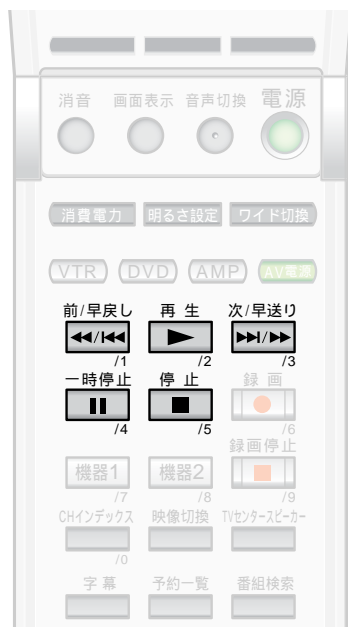 消音 画面表示 音声切換 電源
消費電力 明るさ設定 ワイド切換
VTR DVD AMP AV電源
前/早戻し 再生 次/早送り
/1 /2 /3
一時停止 停止 録画
/4 /5 /6
録画停止
機器1 機器2
/7 /8 /9
CHインデックス 映像切換 TVセンタースピーカー
/0
字幕 予約一覧 番組検索